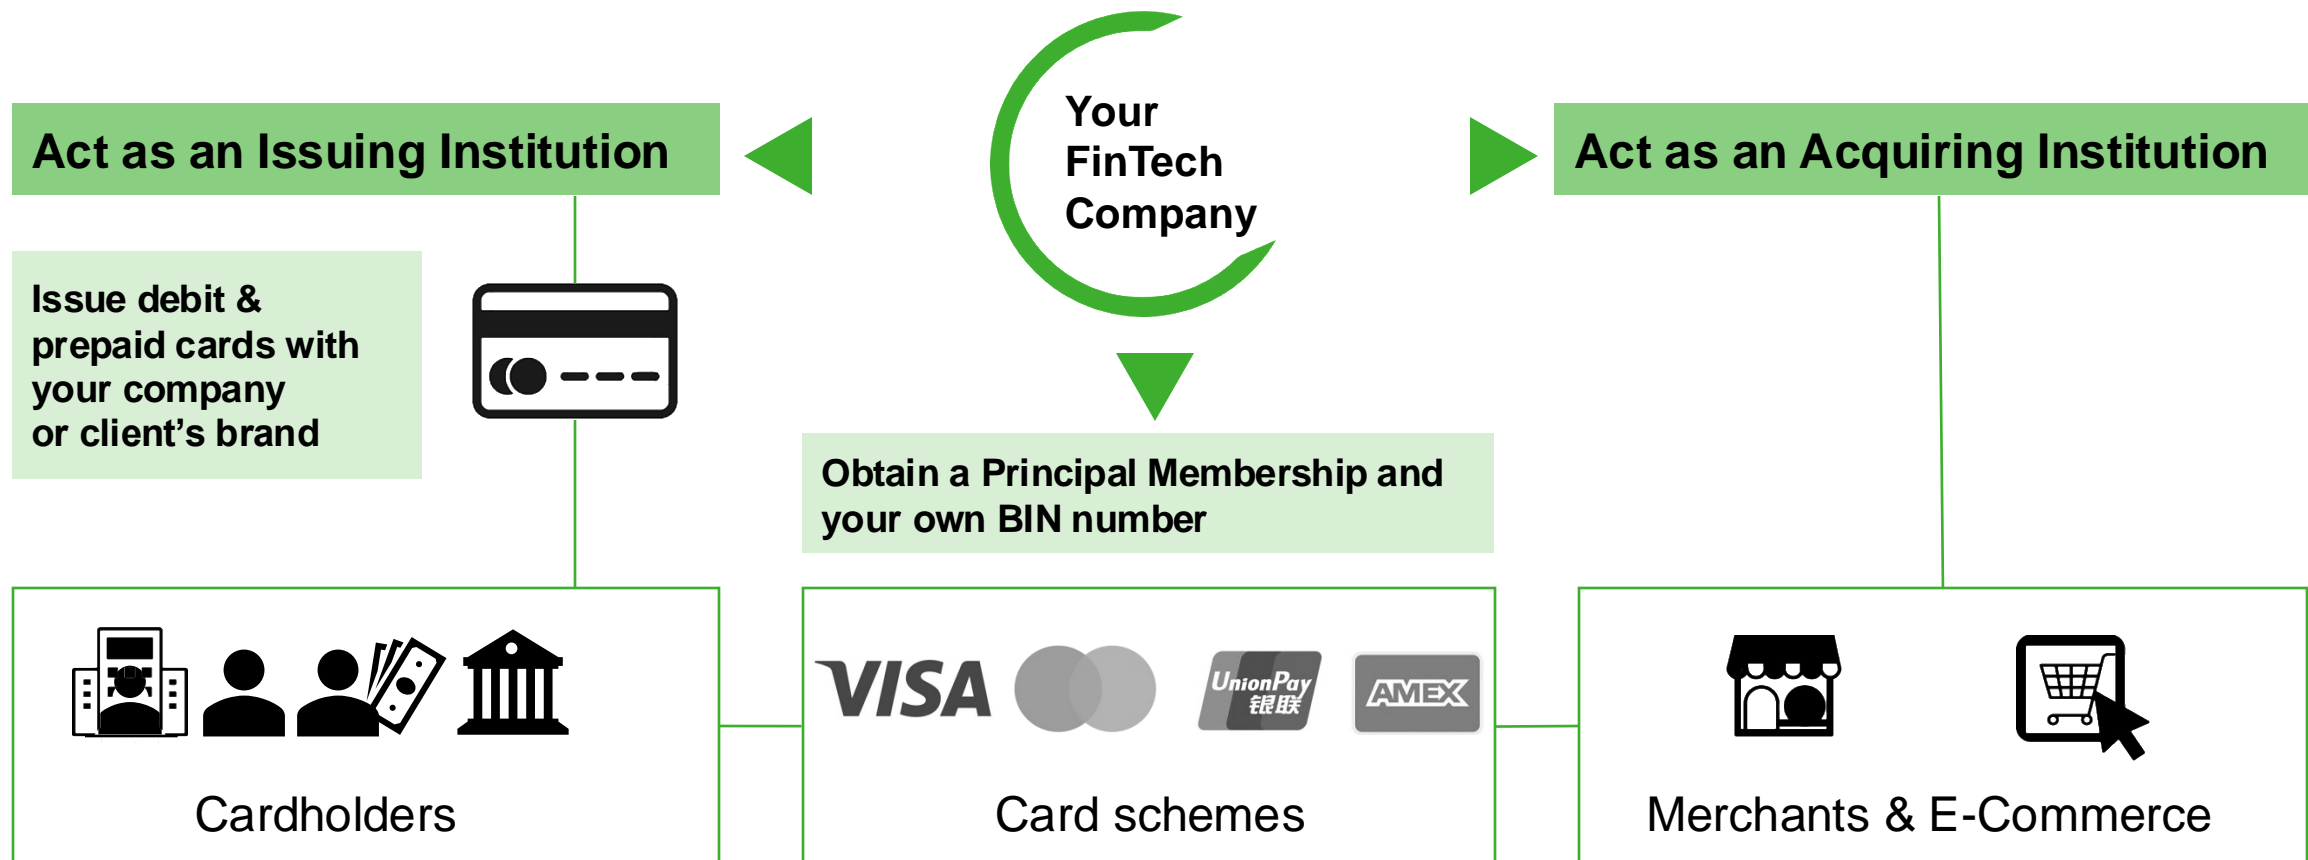 Your
FinTech
Company
Act as an Issuing Institution
Act as an Acquiring Institution
Issue debit &
prepaid cards with
your company
or client’s brand
Obtain a Principal Membership and
your own BIN number
VISA
UnionPay
银联
AMEX
Cardholders
Card schemes
Merchants & E-Commerce